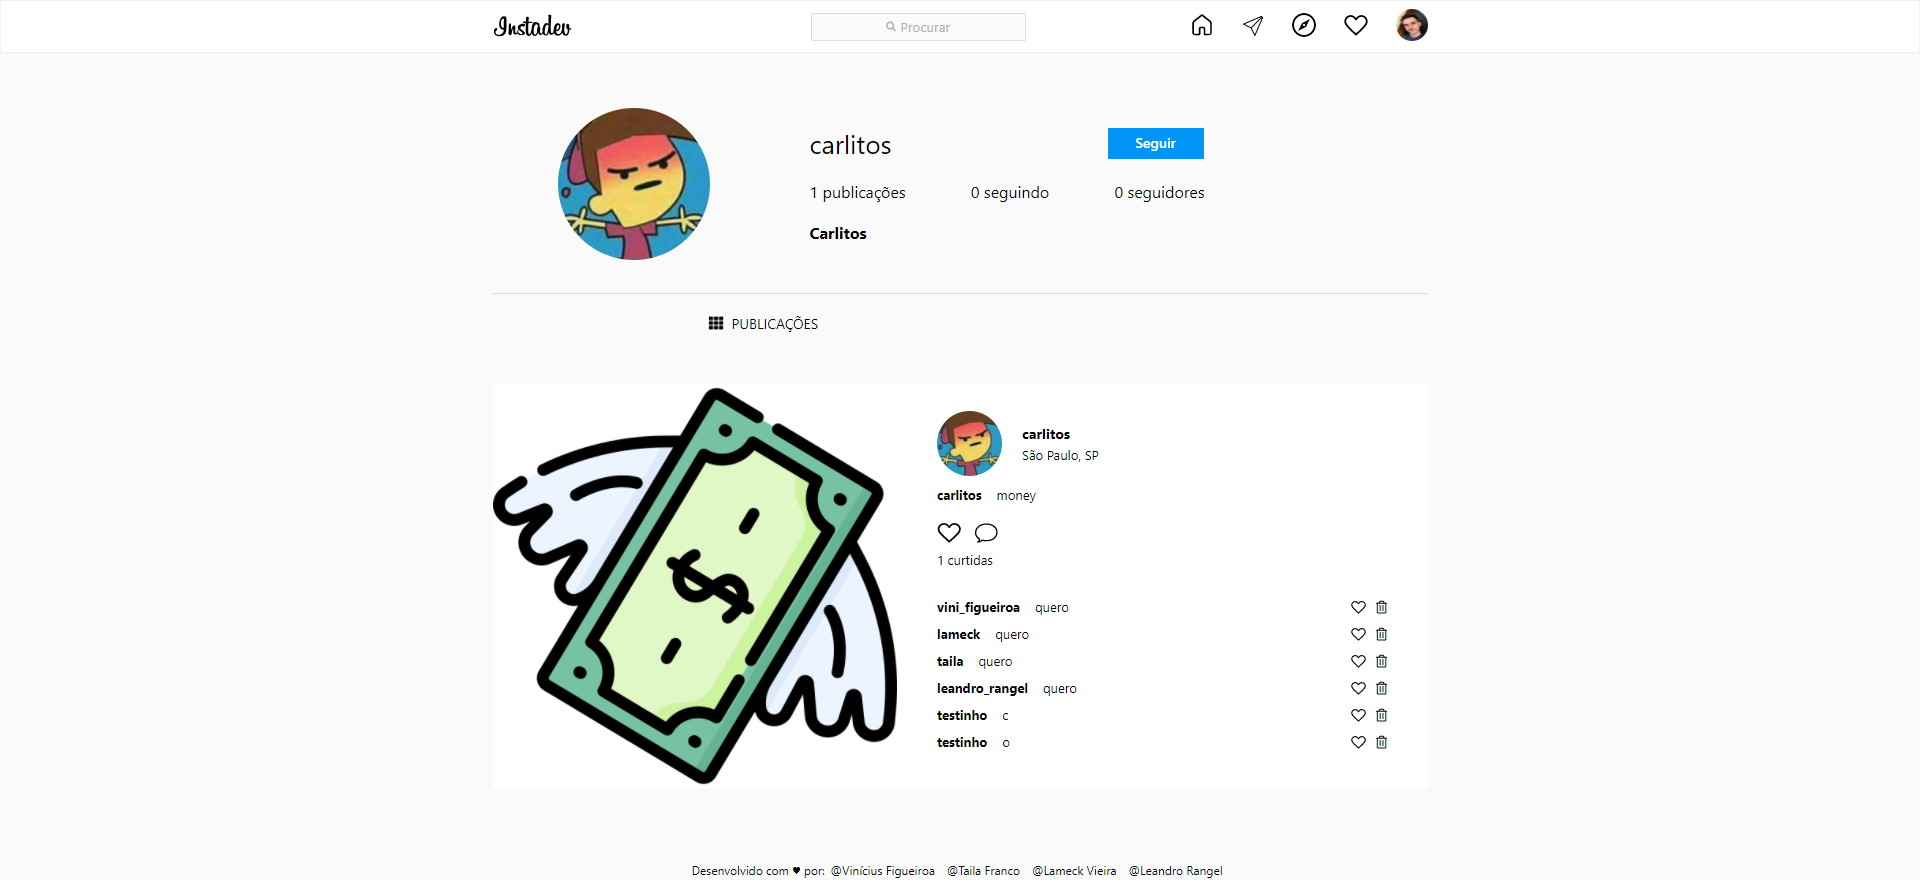 Instadev
Procurar
carlitos
Seguir
1 publicações 0 seguindo 0 seguidores
Carlitos
PUBLICAÇÕES
$
carlitos
São Paulo, SP
carlitos money
1 curtidas
vini_figueiroa quero
lameck quero
taila quero
leandro_rangel quero
testinho c
testinho o
Desenvolvido com ♥ por: @Vinícius Figueiroa @Taila Franco @Lameck Vieira @Leandro Rangel